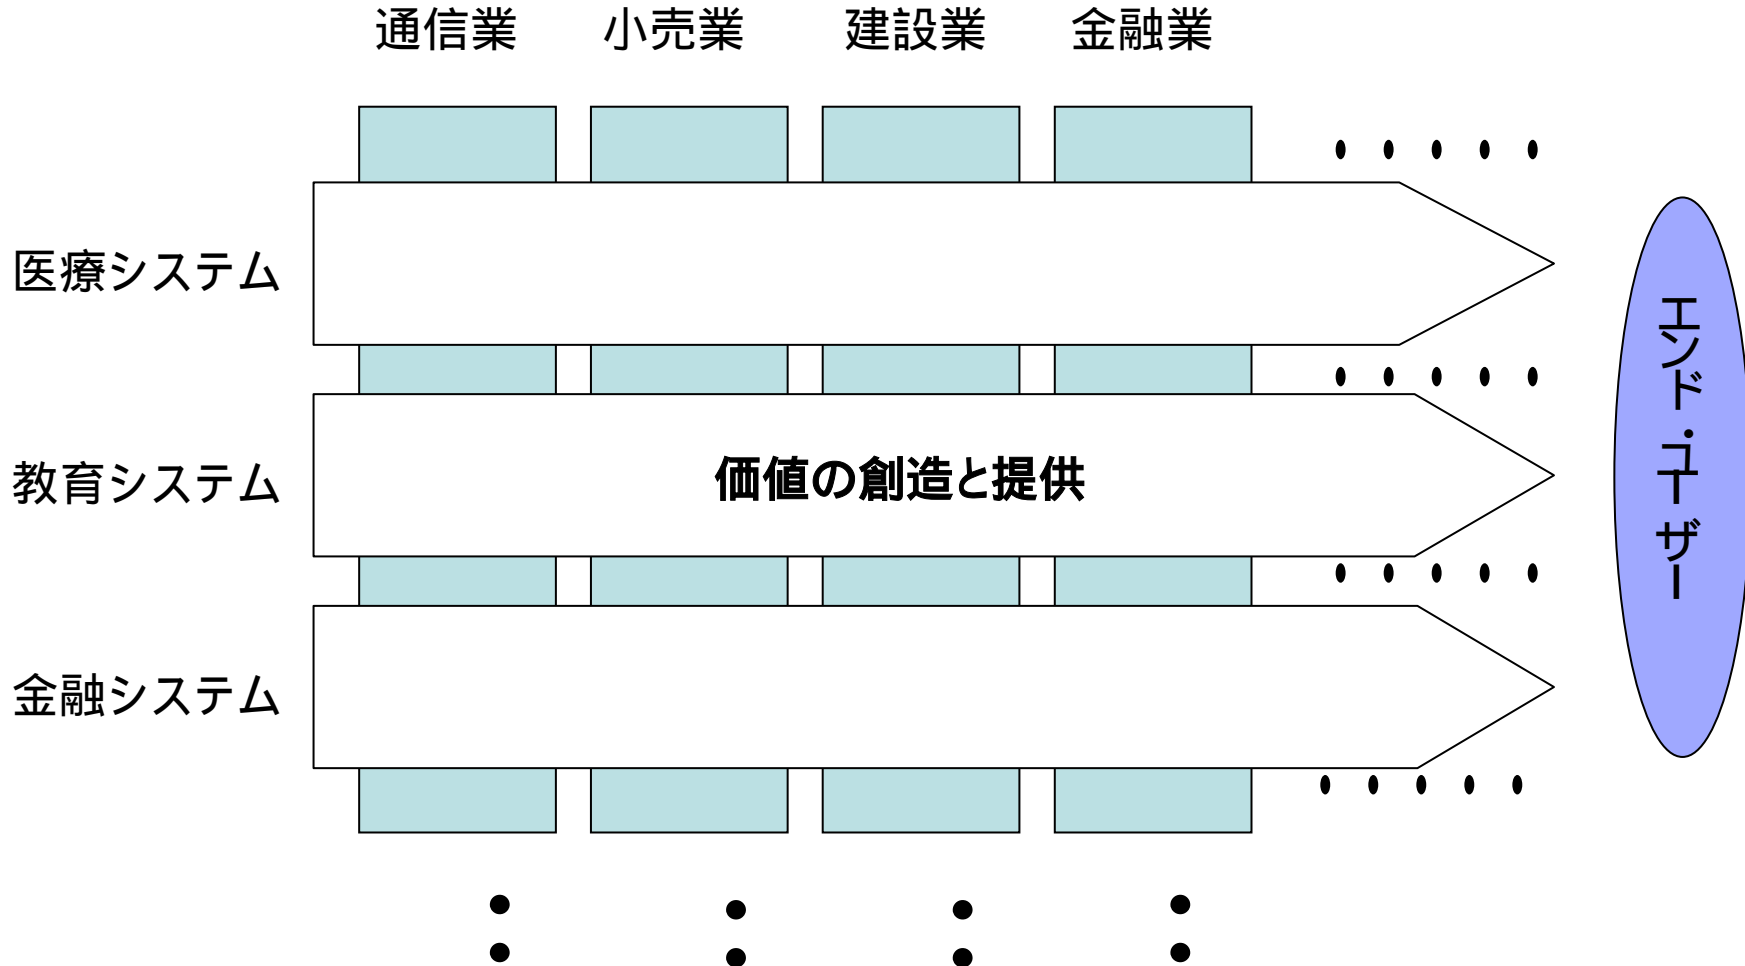 通信業 小売業 建設業 金融業
医療システム
教育システム
価値の創造と提供
金融システム
エンド・ユーザー